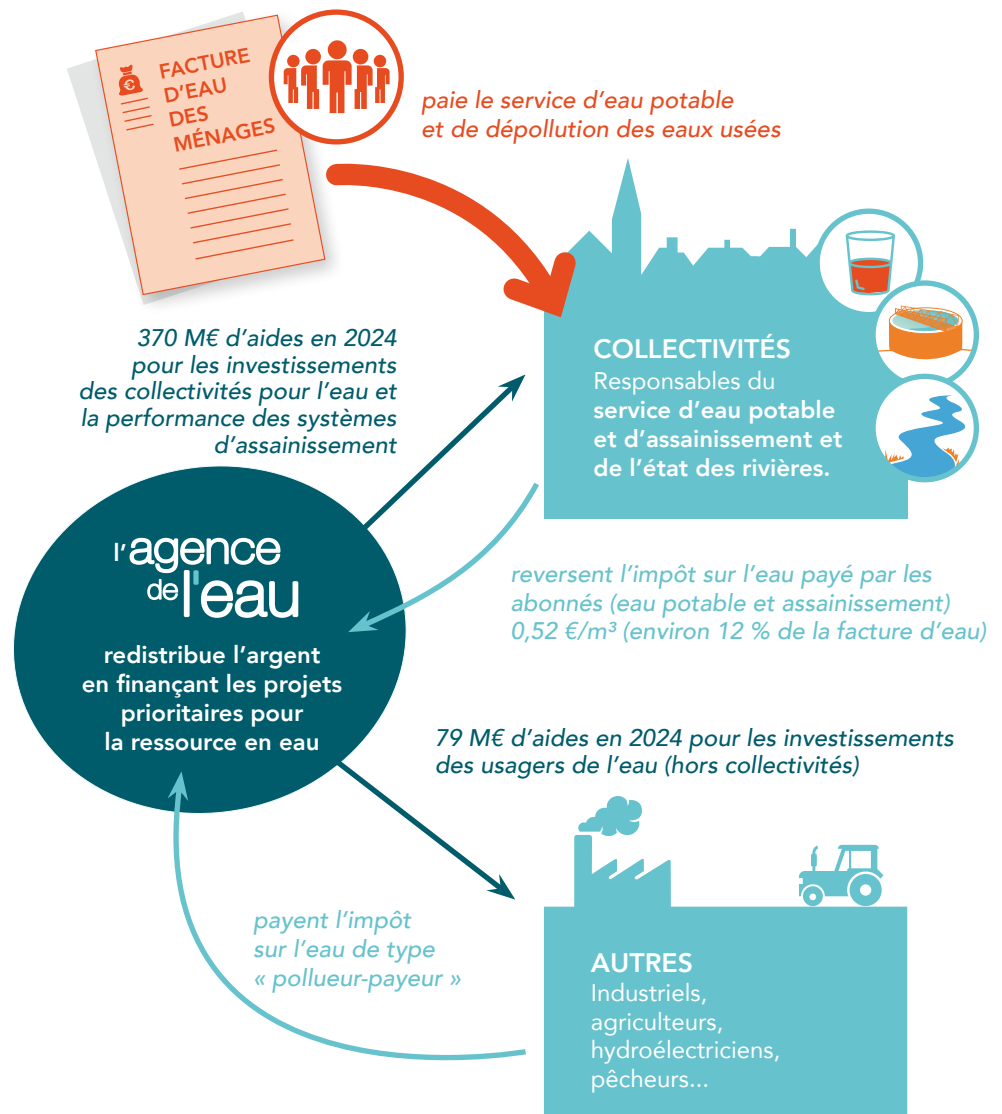 FACTURE
D'EAU
DES
MÉNAGES
€
paie le service d'eau potable
et de dépollution des eaux usées
370 M€ d'aides en 2024
pour les investissements
des collectivités pour l'eau et
la performance des systèmes
d'assainissement
COLLECTIVITÉS
Responsables du
service d'eau potable
et d'assainissement et
de l'état des rivières.
l'agence
de l'eau
redistribue l'argent
en finançant les projets
prioritaires pour
la ressource en eau
reversent l'impôt sur l'eau payé par les
abonnés (eau potable et assainissement)
0,52 €/m³ (environ 12 % de la facture d'eau)
79 M€ d'aides en 2024 pour les investissements
des usagers de l'eau (hors collectivités)
payent l'impôt
sur l'eau de type
« pollueur-payeur »
AUTRES
Industriels,
agriculteurs,
hydroélectriciens,
pêcheurs...